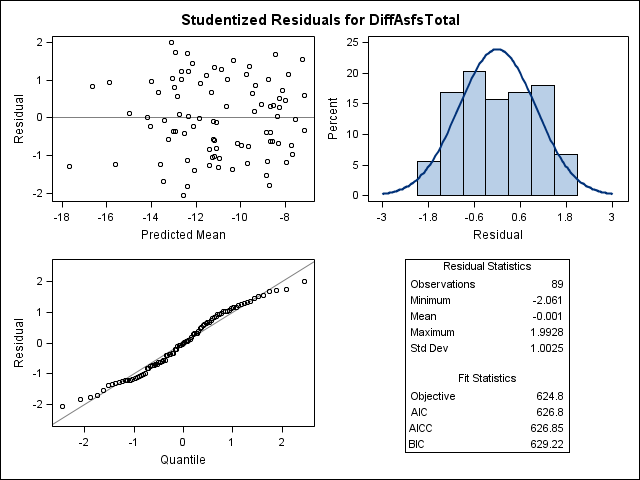 Studentized Residuals for DiffAsfsTotal
2
1
0
-1
-2
Residual
-18
-16
-14
-12
-10
-8
Predicted Mean
25
20
15
10
5
0
Percent
-3
-1.8
-0.6
0.6
1.8
3
Residual
2
1
0
-1
-2
Residual
-2
-1
0
1
2
Quantile
Residual Statistics
Observations 89
Minimum -2.061
Mean -0.001
Maximum 1.9928
Std Dev 1.0025
Fit Statistics
Objective 624.8
AIC 626.8
AICC 626.85
BIC 629.22